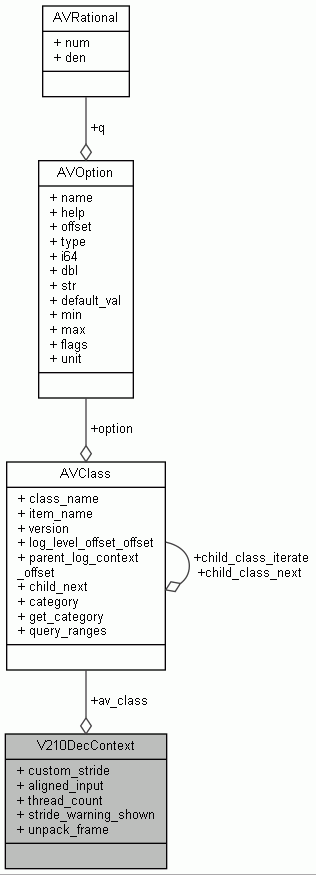 AVRational
+ num
+ den
+q
AVOption
+ name
+ help
+ offset
+ type
+ i64
+ dbl
+ str
+ default_val
+ min
+ max
+ flags
+ unit
+option
AVClass
+ class_name
+ item_name
+ version
+ log_level_offset_offset
+ parent_log_context
_offset
+ child_next
+ category
+ get_category
+ query_ranges
+child_class_iterate
+child_class_next
+av_class
V210DecContext
+ custom_stride
+ aligned_input
+ thread_count
+ stride_warning_shown
+ unpack_frame